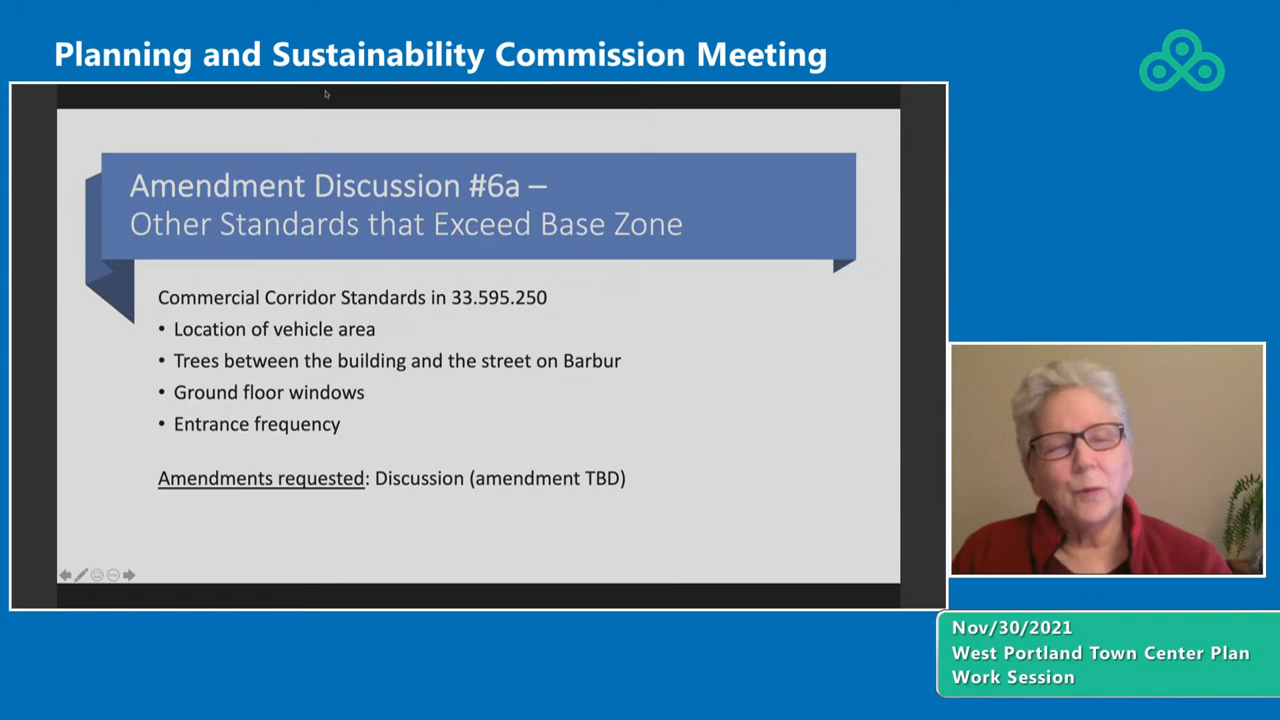 Planning and Sustainability Commission Meeting
Amendment Discussion #6a –
Other Standards that Exceed Base Zone
Commercial Corridor Standards in 33.595.250
• Location of vehicle area
• Trees between the building and the street on Barbur
• Ground floor windows
• Entrance frequency
Amendments requested: Discussion (amendment TBD)
Nov/30/2021
West Portland Town Center Plan
Work Session